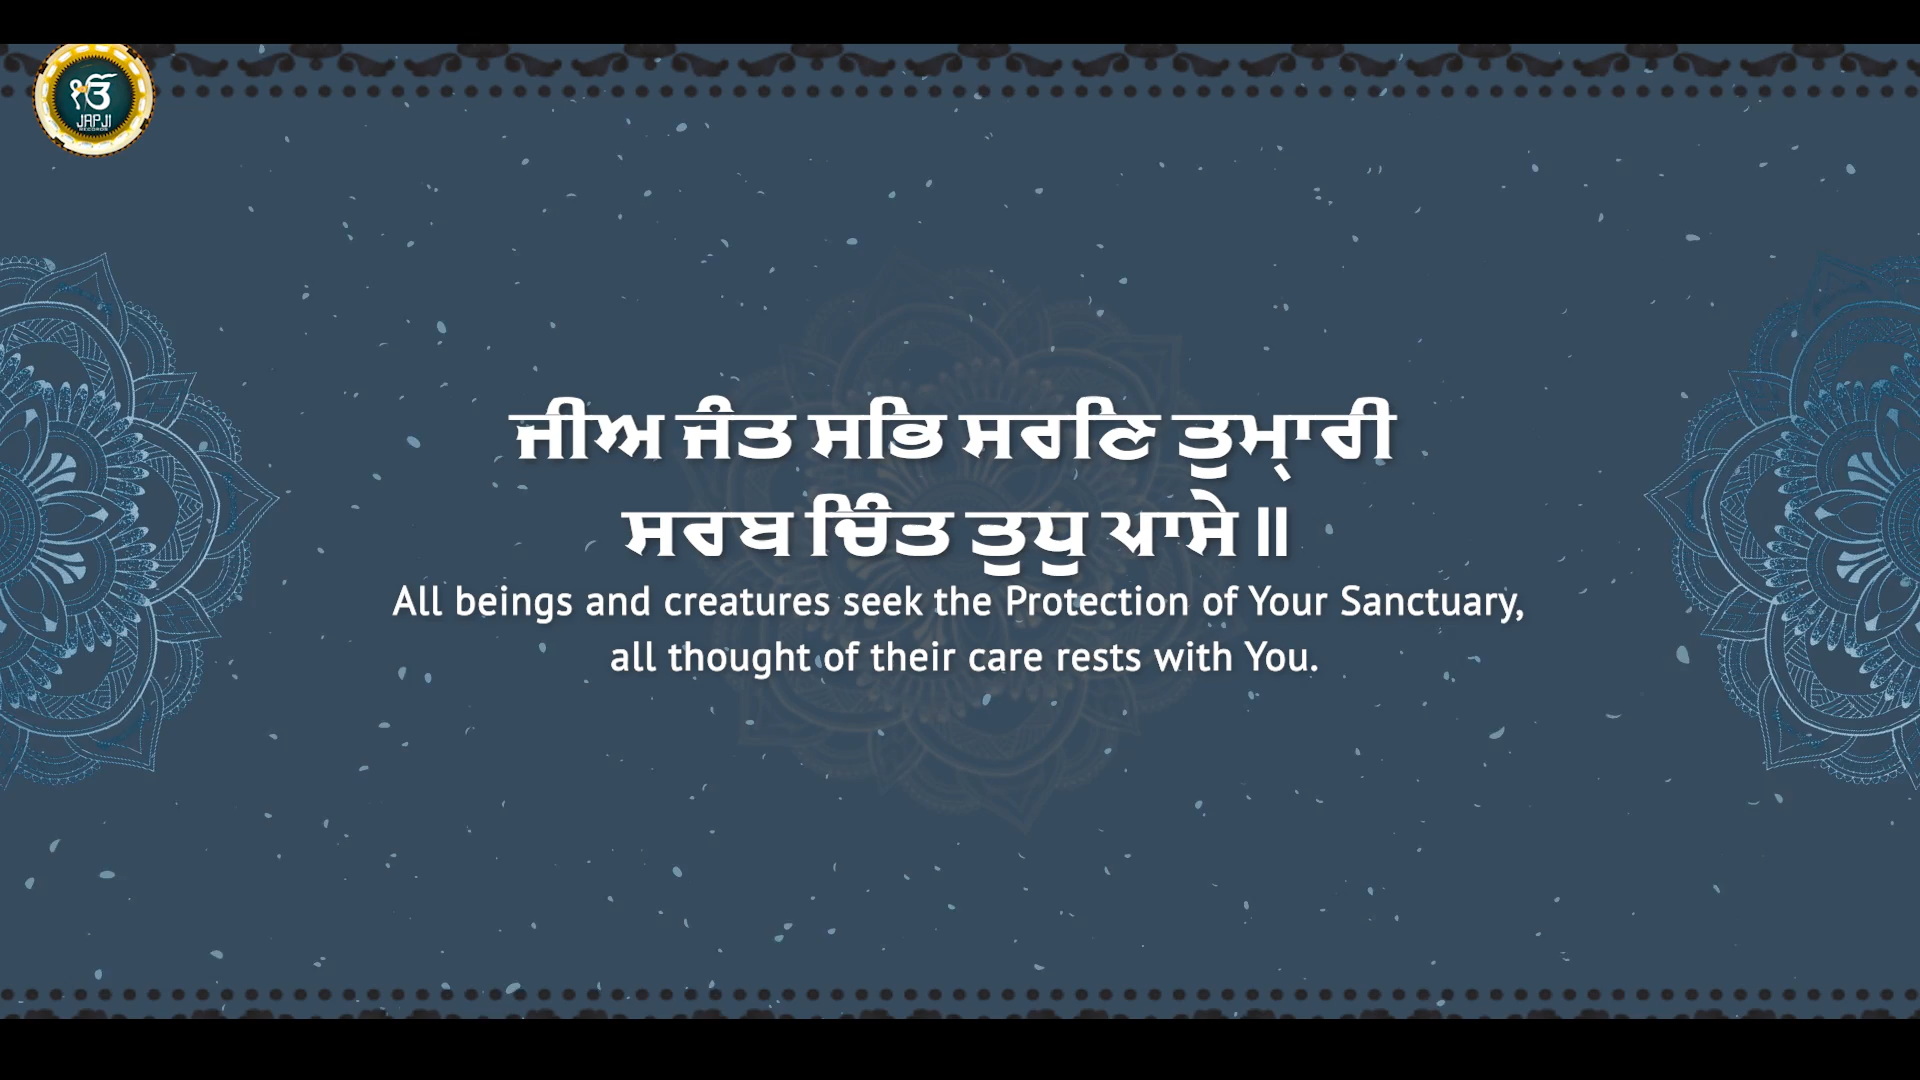 ੴ
JAPJI
RECORDS
ਜੀਅ ਜੰਤ ਸਭਿ ਸਰਣਿ ਤੁਮ੍ਹਾਰੀ
ਸਰਬ ਚਿੰਤ ਤੁਧੁ ਪਾਸੇ ॥
All beings and creatures seek the Protection of Your Sanctuary,
all thought of their care rests with You.